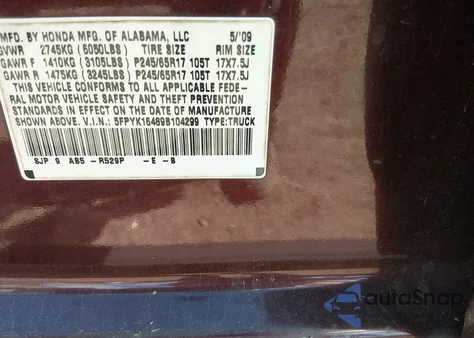 MFD. BY HONDA MFG. OF ALABAMA, LLC 5/'09
GVWR 2745KG (6050LBS) TIRE SIZE RIM SIZE
GAWR F 1410KG (3105LBS) P245/65R17 105T 17X7.5J
GAWR R 1475KG (3245LBS) P245/65R17 105T 17X7.5J
THIS VEHICLE CONFORMS TO ALL APPLICABLE FEDE-
RAL MOTOR VEHICLE SAFETY AND THEFT PREVENTION
STANDARDS IN EFFECT ON THE DATE OF MANUFACTURE
SHOWN ABOVE. V.I.N.: 5FPYK16489B104299 TYPE:TRUCK
SJP 9 AB5 -R529P -E -B
autoSnap